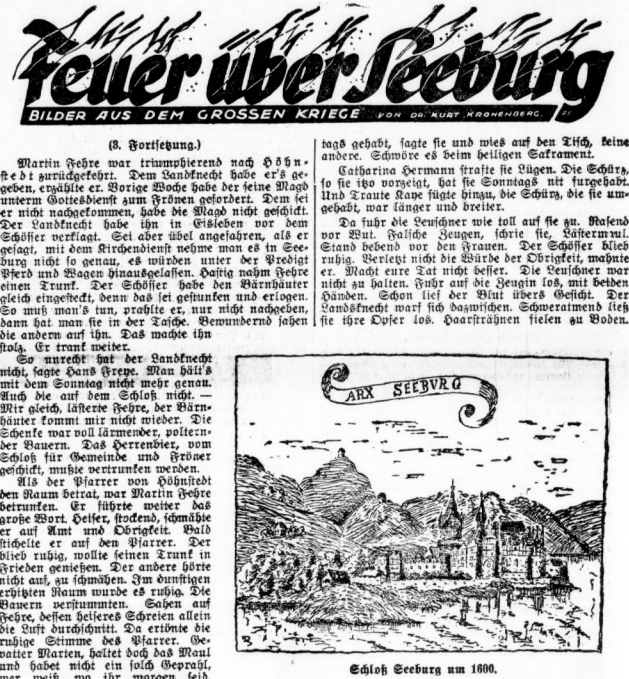 Feuer über Seeburg
BILDER AUS DEM GROSSEN KRIEGE VON DR. KURT KRONENBERG.
(8. Fortsetzung.)
Martin Fehre war triumphierend nach Höhn-
stedt zurückgekehrt. Dem Landknecht habe er's ge-
geben, erzählte er. Vorige Woche habe der seine Magd
unterm Gottesdienst zum Frönen gefordert. Dem sei
er nicht nachgekommen, habe die Magd nicht geschickt.
Der Landknecht habe ihn in Eisleben vor dem
Schösser verklagt. Sei aber übel angefahren, als er
gesagt, mit dem Kirchendienst nehme man es in See-
burg nicht so genau, es würden unter der Predigt
Pferd und Wagen hinausgelassen. Hastig nahm Fehre
einen Trunk. Der Schösser habe den Bärnhäuter
gleich eingesteckt, denn das sei gestunken und erlogen.
So muß man's tun, prahlte er, nur nicht nachgeben,
dann hat man sie in der Tasche. Bewundernd sahen
die andern auf ihn. Das machte ihn
stolz. Er trank weiter.
So unrecht hat der Landknecht
nicht, sagte Hans Freye. Man hält's
mit dem Sonntag nicht mehr genau.
Auch die auf dem Schloß nicht. —
Mir gleich, lästerte Fehre, der Bärn-
häuter kommt mir nicht wieder. Die
Schenke war voll lärmender, poltern-
der Bauern. Das Herrenbier, vom
Schloß für Gemeinde und Fröner
geschickt, mußte vertrunken werden.
Als der Pfarrer von Höhnstedt
den Raum betrat, war Martin Fehre
betrunken. Er führte weiter das
große Wort. Heiser, stockend, schmähte
er auf Amt und Obrigkeit. Bald
stichelte er auf den Pfarrer. Der
blieb ruhig, wollte seinen Trunk in
Frieden genießen. Der andere hörte
nicht auf, zu schmähen. Im dunstigen
erhitzten Raum wurde es ruhig. Die
Bauern verstummten. Sahen auf
Fehre, dessen heiseres Schreien allein
die Luft durchschnitt. Da ertönte die
ruhige Stimme des Pfarrer. Ge-
vatter Marten, haltet doch das Maul
und habet nicht ein solch Geprahl,
wer weiß, wo ihr morgen seid
tags gehabt, sagte sie und wies auf den Tisch, keine
andere. Schwöre es beim heiligen Sakrament.
Catharina Hermann strafte sie Lügen. Die Schürz,
so sie itzo vorzeigt, hat sie Sonntags nit fürgehabt.
Und Traute Kaye fügte hinzu, die Schürz, die sie um-
gehabt, war länger und breiter.
Da fuhr die Leuschner wie toll auf sie zu. Rasend
vor Wut. Falsche Zeugen, schrie sie, Lästermaul.
Stand bebend vor den Frauen. Der Schösser blieb
ruhig. Verletzt nicht die Würde der Obrigkeit, mahnte
er. Macht eure Tat nicht besser. Die Leuschner war
nicht zu halten. Fuhr auf die Zeugin los, mit beiden
Händen. Schon lief der Blut übers Gesicht. Der
Landsknecht warf sich dazwischen. Schweratmend ließ
sie ihre Opfer los. Haarsträhnen fielen zu Boden.
ARX SEEBVRG
Schloß Seeburg um 1600.